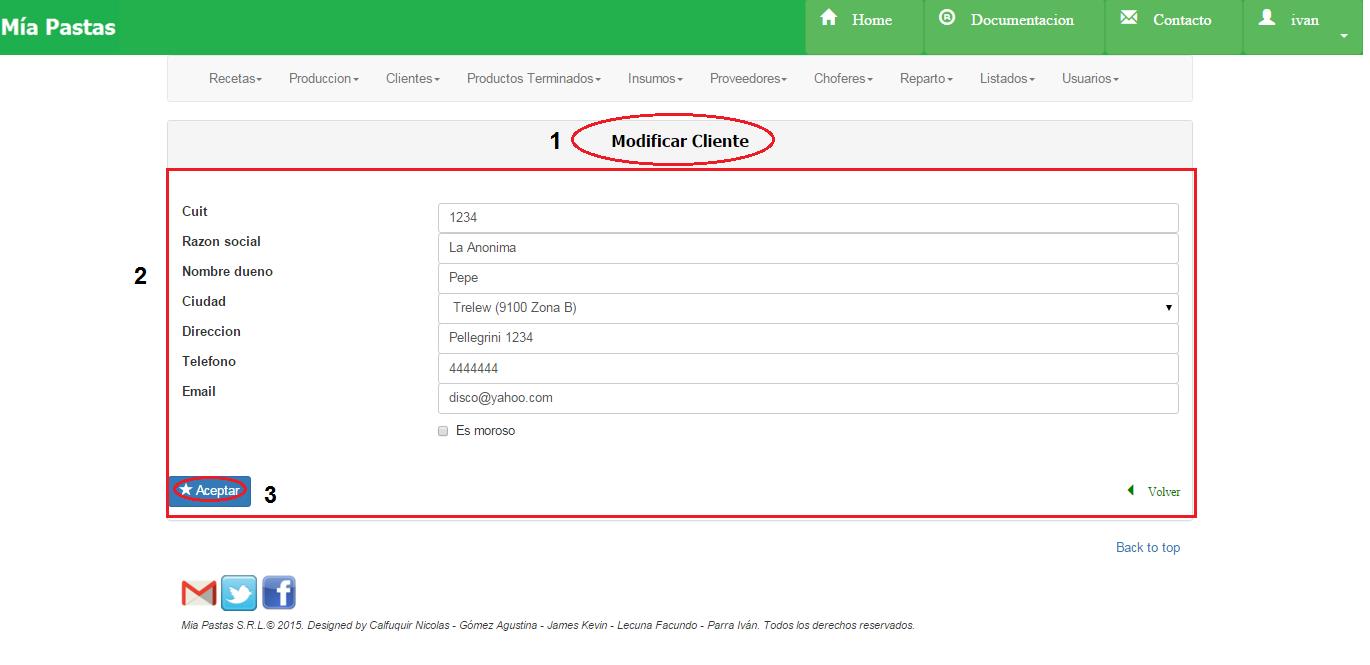 Mía Pastas Home Documentacion Contacto ivan
Recetas Produccion Clientes Productos Terminados Insumos Proveedores Choferes Reparto Listados Usuarios
1 Modificar Cliente
2
Cuit 1234
Razon social La Anonima
Nombre dueno Pepe
Ciudad Trelew (9100 Zona B)
Direccion Pellegrini 1234
Telefono 4444444
Email disco@yahoo.com
Es moroso
Aceptar 3 Volver
Back to top
Mia Pastas S.R.L.© 2015. Designed by Calfuquir Nicolas - Gómez Agustina - James Kevin - Lecuna Facundo - Parra Iván. Todos los derechos reservados.